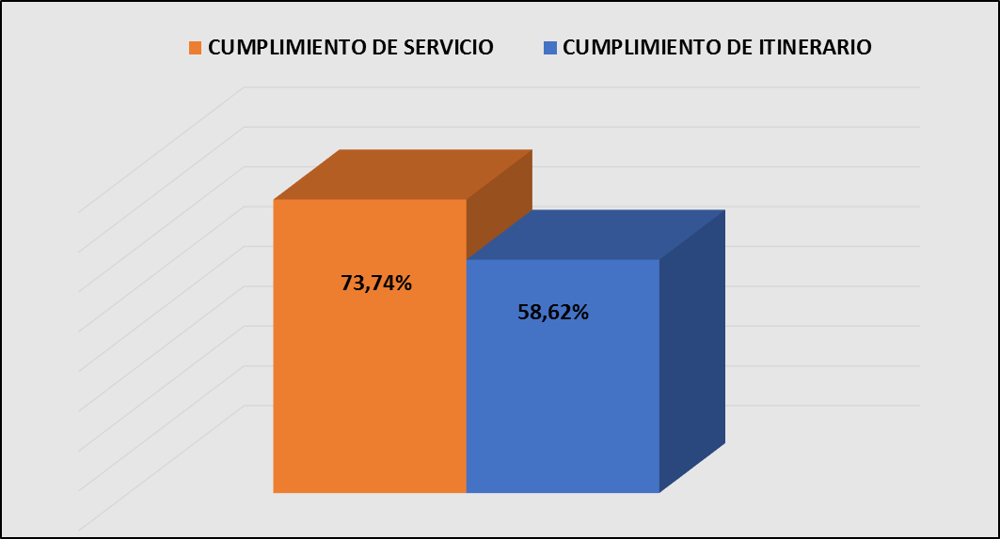 CUMPLIMIENTO DE SERVICIO CUMPLIMIENTO DE ITINERARIO
73,74%
58,62%